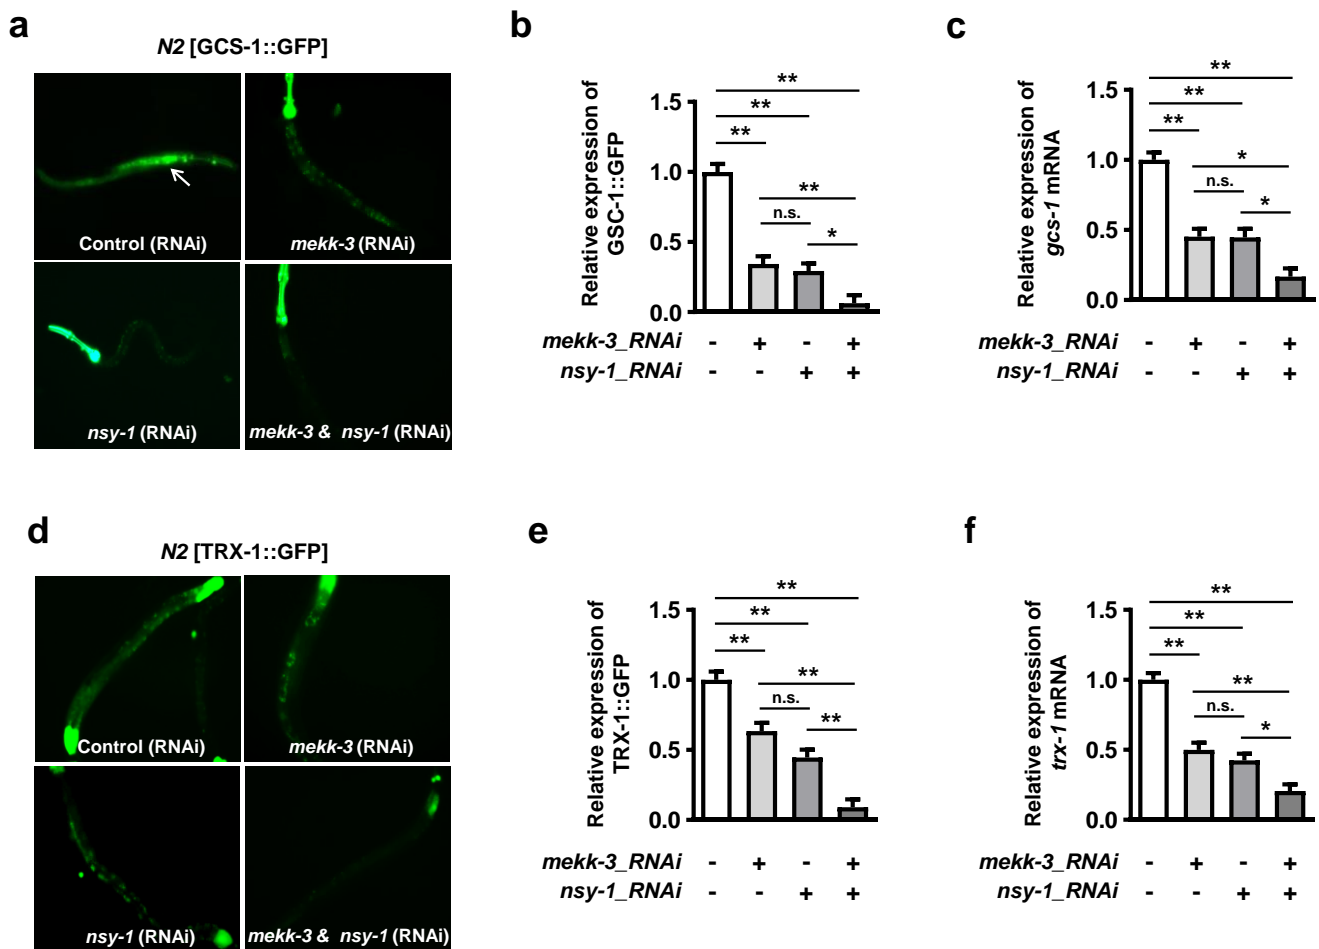 a
N2 [GCS-1::GFP]
Control (RNAi)
mekk-3 (RNAi)
nsy-1 (RNAi)
mekk-3 & nsy-1 (RNAi)
b
Relative expression of
GSC-1::GFP
1.5
1.0
0.5
0.0
**
**
**
**
n.s.
*
mekk-3_RNAi - + - +
nsy-1_RNAi - - + +
c
Relative expression of
gcs-1 mRNA
1.5
1.0
0.5
0.0
**
**
**
*
n.s.
*
mekk-3_RNAi - + - +
nsy-1_RNAi - - + +
d
N2 [TRX-1::GFP]
Control (RNAi)
mekk-3 (RNAi)
nsy-1 (RNAi)
mekk-3 & nsy-1 (RNAi)
e
Relative expression of
TRX-1::GFP
1.5
1.0
0.5
0.0
**
**
**
**
n.s.
**
mekk-3_RNAi - + - +
nsy-1_RNAi - - + +
f
Relative expression of
trx-1 mRNA
1.5
1.0
0.5
0.0
**
**
**
**
n.s.
*
mekk-3_RNAi - + - +
nsy-1_RNAi - - + +